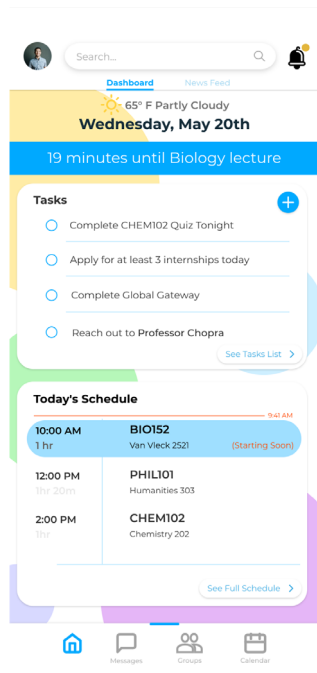 Search...
Dashboard News Feed
65° F Partly Cloudy
Wednesday, May 20th
19 minutes until Biology lecture
Tasks
Complete CHEM102 Quiz Tonight
Apply for at least 3 internships today
Complete Global Gateway
Reach out to Professor Chopra
See Tasks List
Today's Schedule
9:41 AM
10:00 AM BIO152
1 hr Van Vleck 2521 (Starting Soon)
12:00 PM PHIL101
1hr 20m Humanities 303
2:00 PM CHEM102
1hr Chemistry 202
See Full Schedule
Messages Groups Calendar